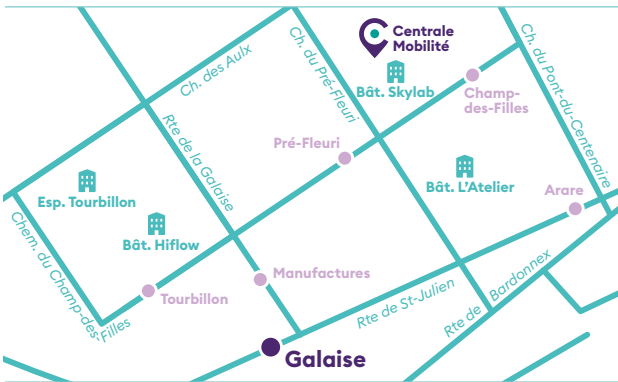 Centrale
Mobilité
Ch. des Aulx
Ch. du Pré-Fleuri
Ch. du Pont-du-Centenaire
Bât. Skylab
Champ-
des-Filles
Rte de la Galaise
Pré-Fleuri
Bât. L'Atelier
Arare
Esp. Tourbillon
Bât. Hiflow
Chem. du Champ-des-
Filles
Tourbillon
Manufactures
Rte de St-Julien
Rte de Bardonnex
Galaise